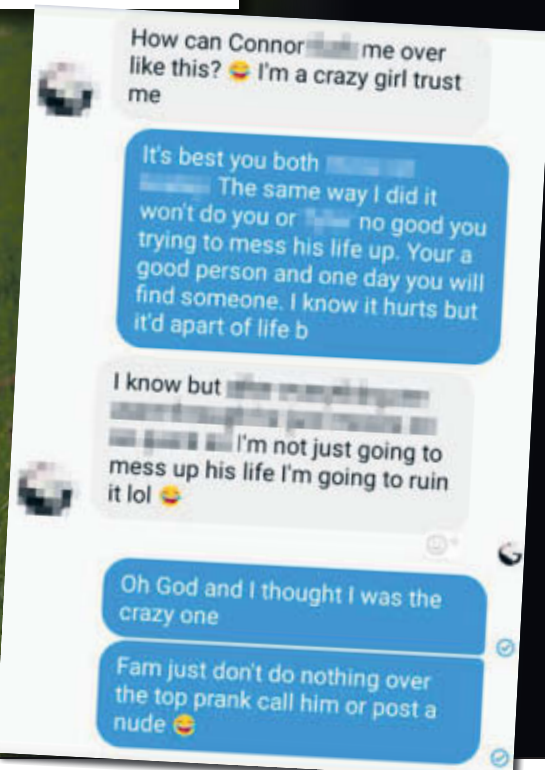 How can Connor me over
like this? 😂 I'm a crazy girl trust
me
It's best you both
The same way I did it
won't do you or no good you
trying to mess his life up. Your a
good person and one day you will
find someone. I know it hurts but
it'd apart of life b
I know but
I'm not just going to
mess up his life I'm going to ruin
it lol 😂
Oh God and I thought I was the
crazy one
Fam just don't do nothing over
the top prank call him or post a
nude 😂